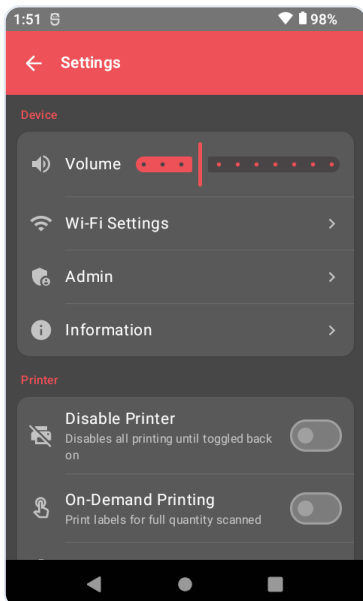 1:51 98%
Settings
Device
Volume
Wi-Fi Settings
Admin
Information
Printer
Disable Printer
Disables all printing until toggled back
on
On-Demand Printing
Print labels for full quantity scanned